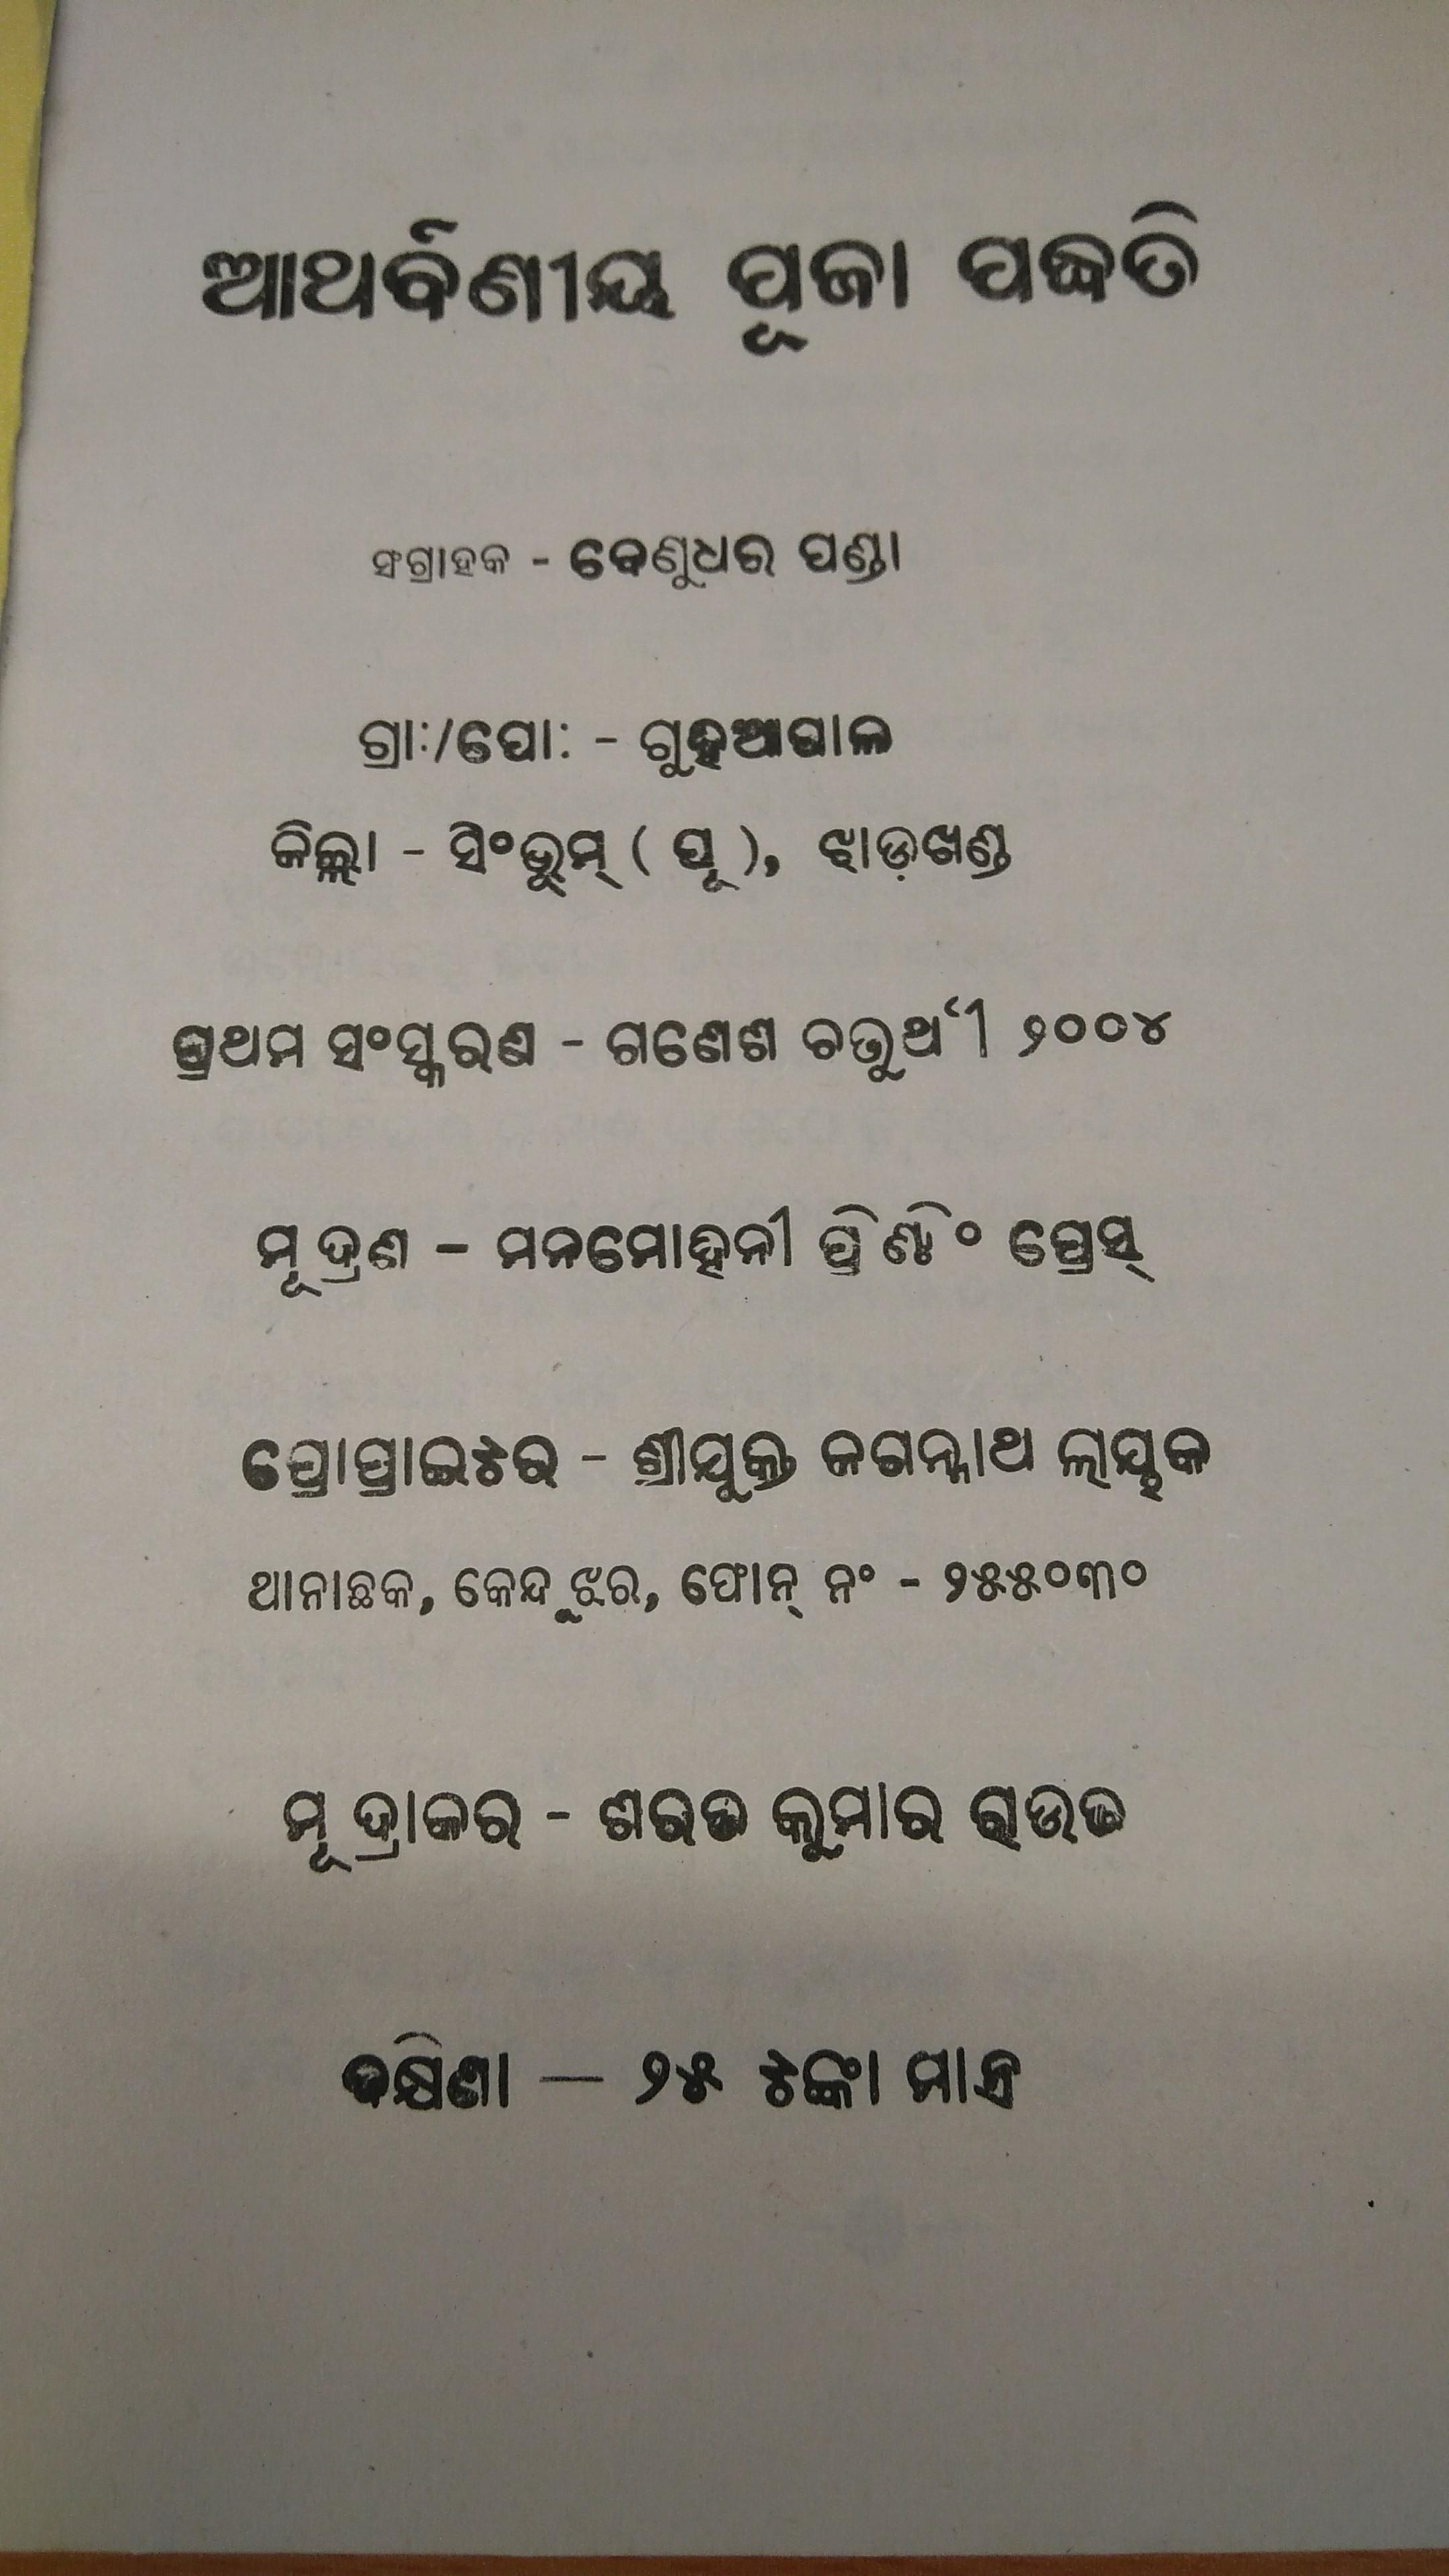 ଆଥର୍ବଣୀୟ ପୂଜା ପଦ୍ଧତି
ସଂଗ୍ରାହକ - ବେଣୁଧର ପଣ୍ଡା
ଗ୍ରା:/ପୋ: - ଗୁହିଆପାଳ
ଜିଲ୍ଲା - ସିଂଭୂମ୍ ( ପୂ ), ଝାଡ଼ଖଣ୍ଡ
ପ୍ରଥମ ସଂସ୍କରଣ - ଗଣେଶ ଚତୁର୍ଥୀ ୨୦୦୪
ମୂଦ୍ରଣ - ମନମୋହନୀ ପ୍ରିଣ୍ଟିଂ ପ୍ରେସ୍
ପ୍ରୋପ୍ରାଇଟର - ଶ୍ରୀଯୁକ୍ତ ଜଗନ୍ନାଥ ଲାୟକ
ଥାନାଛକ, କେନ୍ଦୂଝର, ଫୋନ୍ ନଂ - ୨୫୫୦୩୦
ମୂଦ୍ରାକର - ଶରତ କୁମାର ରାଉତ
ଦକ୍ଷିଣା — ୨୫ ଟଙ୍କା ମାତ୍ର